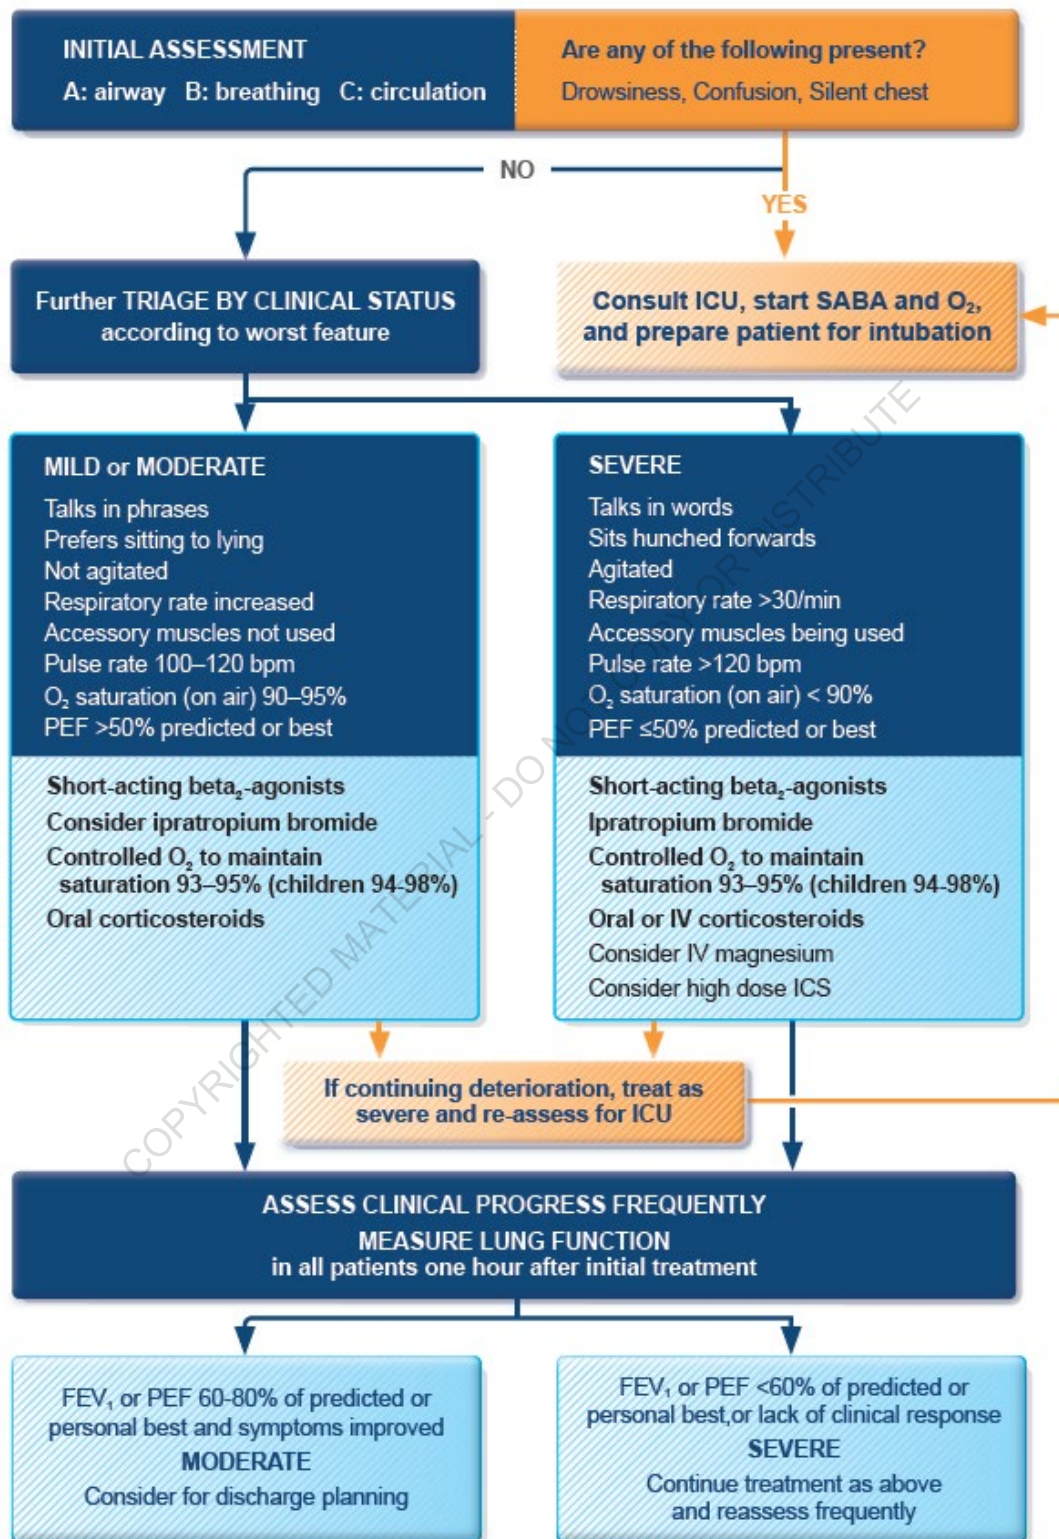 INITIAL ASSESSMENT
A: airway B: breathing C: circulation
Are any of the following present?
Drowsiness, Confusion, Silent chest
NO
YES
Further TRIAGE BY CLINICAL STATUS
according to worst feature
Consult ICU, start SABA and O₂,
and prepare patient for intubation
MILD or MODERATE
Talks in phrases
Prefers sitting to lying
Not agitated
Respiratory rate increased
Accessory muscles not used
Pulse rate 100–120 bpm
O₂ saturation (on air) 90–95%
PEF >50% predicted or best
Short-acting beta₂-agonists
Consider ipratropium bromide
Controlled O₂ to maintain
saturation 93–95% (children 94-98%)
Oral corticosteroids
SEVERE
Talks in words
Sits hunched forwards
Agitated
Respiratory rate >30/min
Accessory muscles being used
Pulse rate >120 bpm
O₂ saturation (on air) < 90%
PEF ≤50% predicted or best
Short-acting beta₂-agonists
Ipratropium bromide
Controlled O₂ to maintain
saturation 93–95% (children 94-98%)
Oral or IV corticosteroids
Consider IV magnesium
Consider high dose ICS
If continuing deterioration, treat as
severe and re-assess for ICU
ASSESS CLINICAL PROGRESS FREQUENTLY
MEASURE LUNG FUNCTION
in all patients one hour after initial treatment
FEV₁ or PEF 60-80% of predicted or
personal best and symptoms improved
MODERATE
Consider for discharge planning
FEV₁ or PEF <60% of predicted or
personal best,or lack of clinical response
SEVERE
Continue treatment as above
and reassess frequently
COPYRIGHTED MATERIAL - DO NOT COPY OR DISTRIBUTE